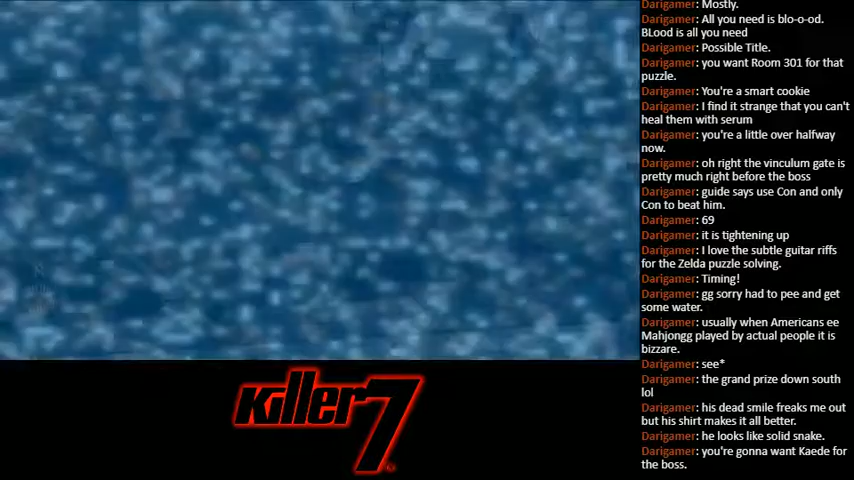 Darigamer: Mostly.
Darigamer: All you need is blo-o-od.
BLood is all you need
Darigamer: Possible Title.
Darigamer: you want Room 301 for that
puzzle.
Darigamer: You're a smart cookie
Darigamer: I find it strange that you can't
heal them with serum
Darigamer: you're a little over halfway
now.
Darigamer: oh right the vinculum gate is
pretty much right before the boss
Darigamer: guide says use Con and only
Con to beat him.
Darigamer: 69
Darigamer: it is tightening up
Darigamer: I love the subtle guitar riffs
for the Zelda puzzle solving.
Darigamer: Timing!
Darigamer: gg sorry had to pee and get
some water.
Darigamer: usually when Americans ee
Mahjongg played by actual people it is
bizzare.
Darigamer: see*
Darigamer: the grand prize down south
lol
Darigamer: his dead smile freaks me out
but his shirt makes it all better.
Darigamer: he looks like solid snake.
Darigamer: you're gonna want Kaede for
the boss.
killer7